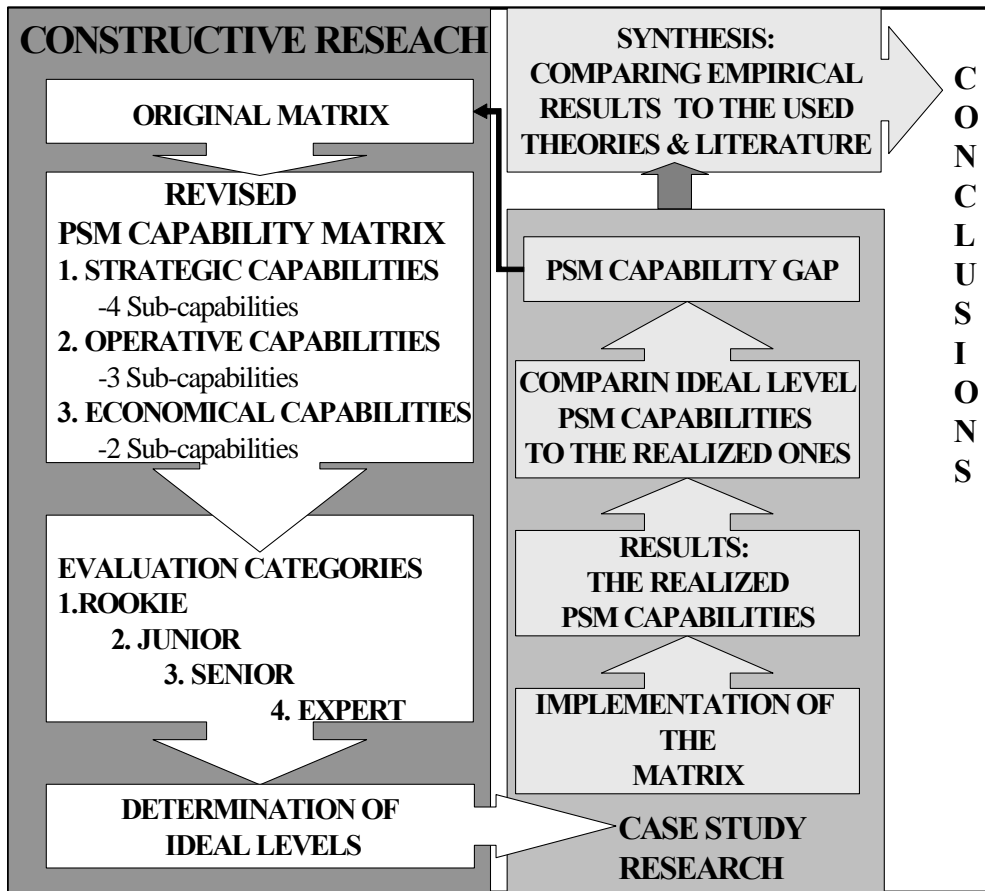 CONSTRUCTIVE RESEACH
ORIGINAL MATRIX
REVISED
PSM CAPABILITY MATRIX
1. STRATEGIC CAPABILITIES
-4 Sub-capabilities
2. OPERATIVE CAPABILITIES
-3 Sub-capabilities
3. ECONOMICAL CAPABILITIES
-2 Sub-capabilities
EVALUATION CATEGORIES
1.ROOKIE
2. JUNIOR
3. SENIOR
4. EXPERT
DETERMINATION OF
IDEAL LEVELS
CASE STUDY
RESEARCH
IMPLEMENTATION OF
THE
MATRIX
RESULTS:
THE REALIZED
PSM CAPABILITIES
COMPARIN IDEAL LEVEL
PSM CAPABILITIES
TO THE REALIZED ONES
PSM CAPABILITY GAP
SYNTHESIS:
COMPARING EMPIRICAL
RESULTS TO THE USED
THEORIES & LITERATURE
C
O
N
C
L
U
S
I
O
N
S